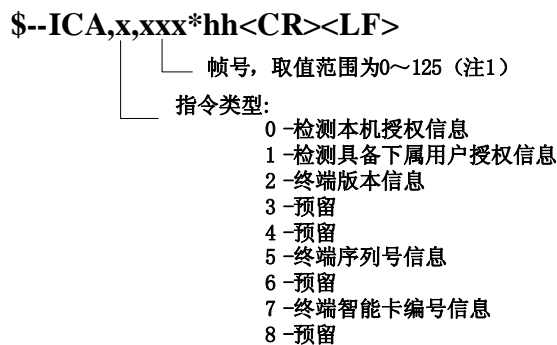 $--ICA,x,xxx*hh<CR><LF>
帧号，取值范围为0～125（注1）
指令类型:
0 -检测本机授权信息
1 -检测具备下属用户授权信息
2 -终端版本信息
3 -预留
4 -预留
5 -终端序列号信息
6 -预留
7 -终端智能卡编号信息
8 -预留